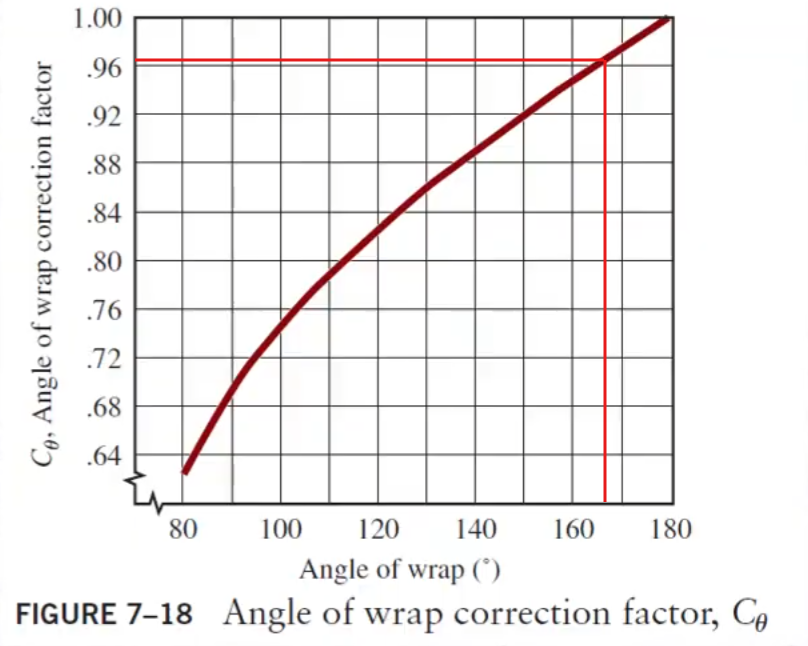 1.00
.96
.92
.88
.84
.80
.76
.72
.68
.64
Cθ, Angle of wrap correction factor
80 100 120 140 160 180
Angle of wrap (°)
FIGURE 7–18 Angle of wrap correction factor, Cθ